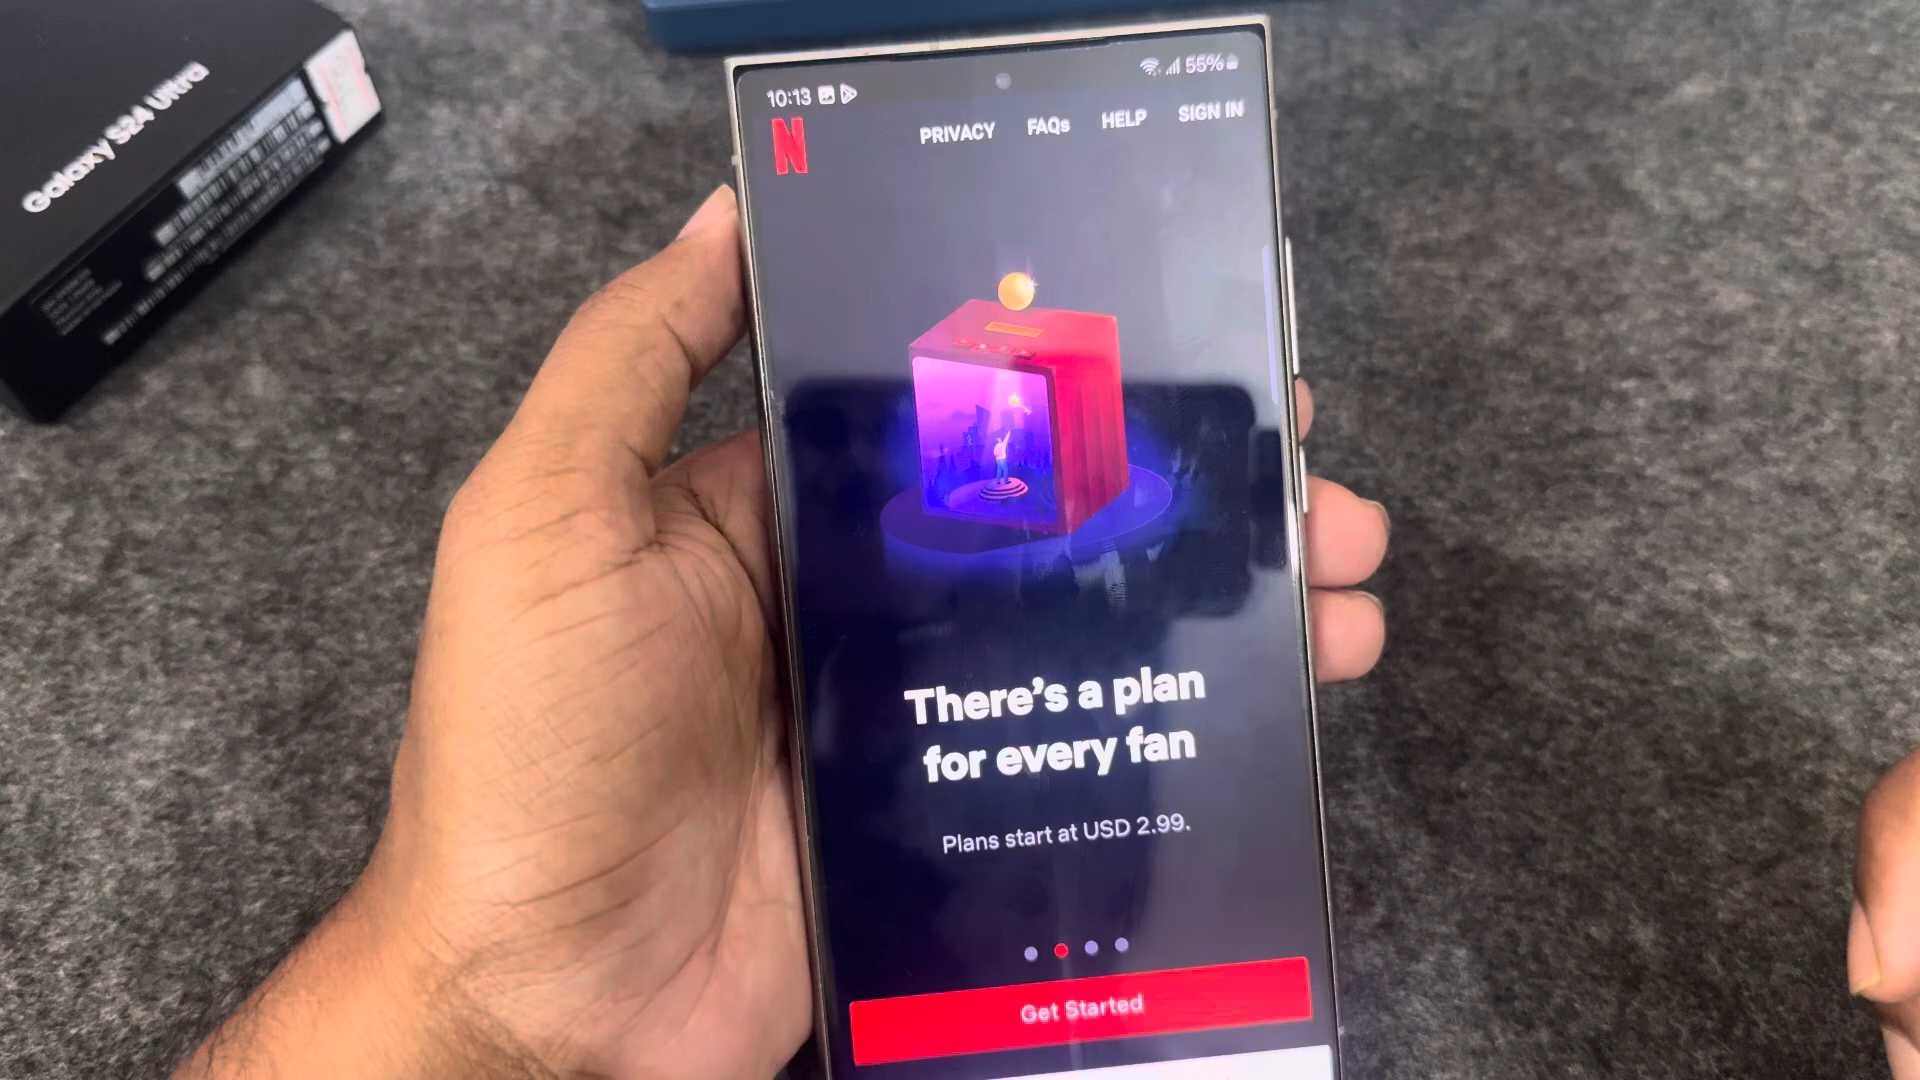 Galaxy S24 Ultra
10:13
55%
N
PRIVACY FAQs HELP SIGN IN
There's a plan
for every fan
Plans start at USD 2.99.
Get Started